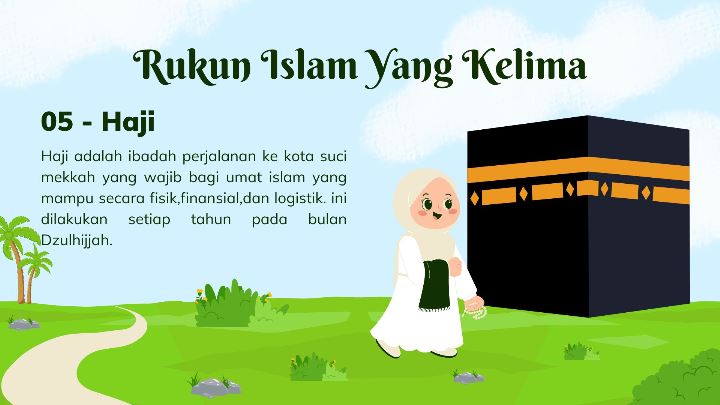 Rukun Islam Yang Kelima
05 - Haji
Haji adalah ibadah perjalanan ke kota suci
mekkah yang wajib bagi umat islam yang
mampu secara fisik,finansial,dan logistik. ini
dilakukan setiap tahun pada bulan
Dzulhijjah.